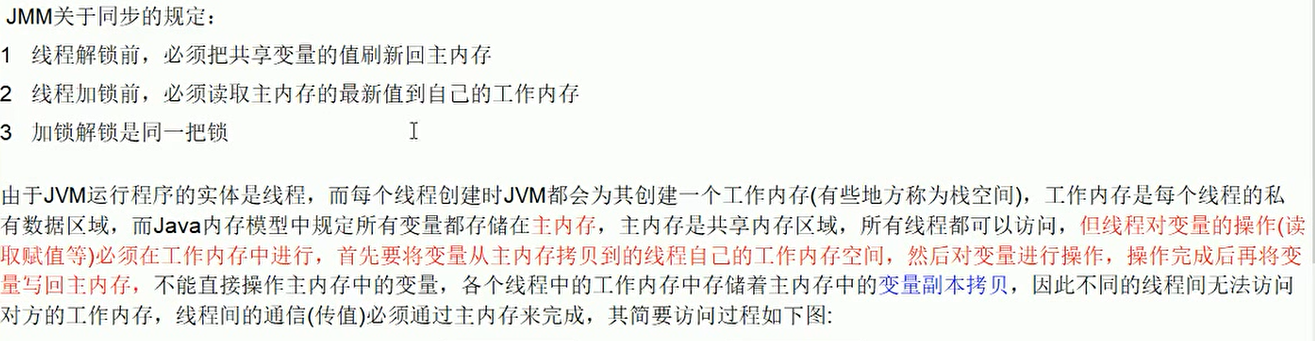 JMM关于同步的规定：
1 线程解锁前，必须把共享变量的值刷新回主内存
2 线程加锁前，必须读取主内存的最新值到自己的工作内存
3 加锁解锁是同一把锁
由于JVM运行程序的实体是线程，而每个线程创建时JVM都会为其创建一个工作内存(有些地方称为栈空间)，工作内存是每个线程的私
有数据区域，而Java内存模型中规定所有变量都存储在主内存，主内存是共享内存区域，所有线程都可以访问，但线程对变量的操作(读
取赋值等)必须在工作内存中进行，首先要将变量从主内存拷贝到的线程自己的工作内存空间，然后对变量进行操作，操作完成后再将变
量写回主内存，不能直接操作主内存中的变量，各个线程中的工作内存中存储着主内存中的变量副本拷贝，因此不同的线程间无法访问
对方的工作内存，线程间的通信(传值)必须通过主内存来完成，其简要访问过程如下图: